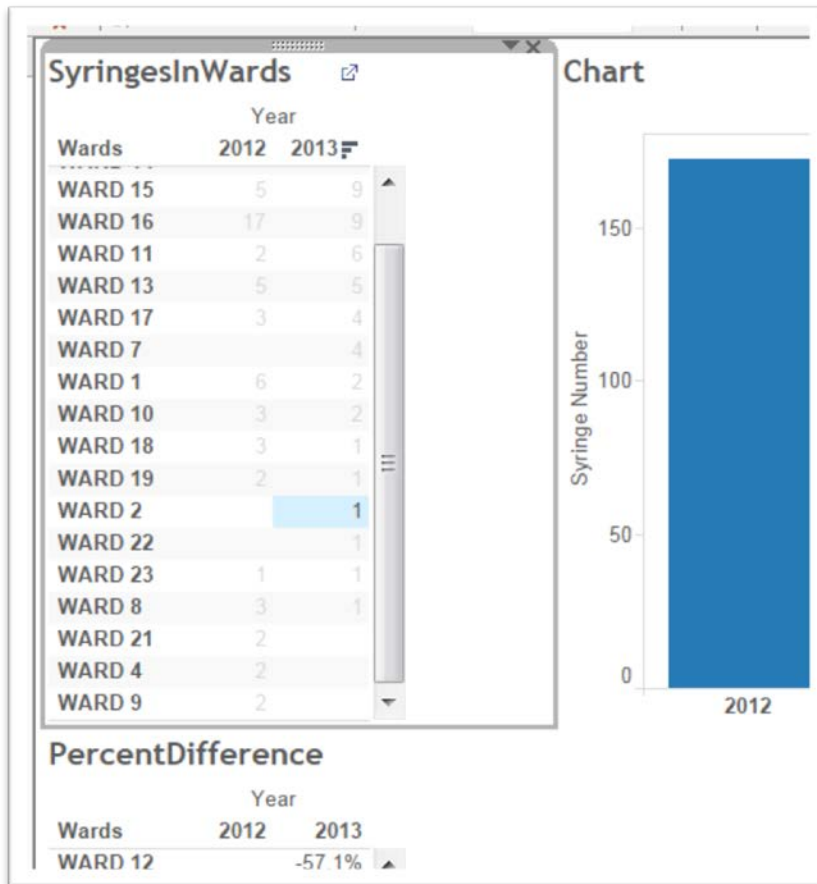 SyringesInWards
Year
Wards 2012 2013
WARD 15 5 9
WARD 16 17 9
WARD 11 2 6
WARD 13 5 5
WARD 17 3 4
WARD 7 4
WARD 1 6 2
WARD 10 3 2
WARD 18 3 1
WARD 19 2 1
WARD 2 1
WARD 22 1
WARD 23 1 1
WARD 8 3 1
WARD 21 2
WARD 4 2
WARD 9 2
PercentDifference
Year
Wards 2012 2013
WARD 12 -57.1%
Chart
Syringe Number
150
100
50
0
2012